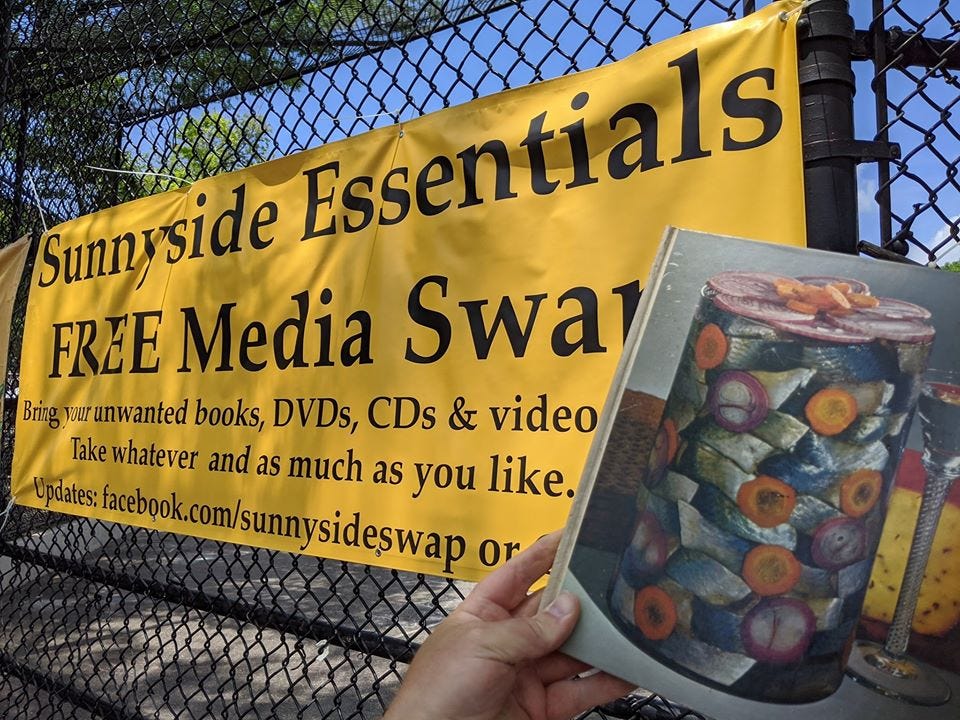 Sunnyside Essentials
FREE Media Swa
Bring your unwanted books, DVDs, CDs & video
Take whatever and as much as you like.
Updates: facebook.com/sunnysideswap or